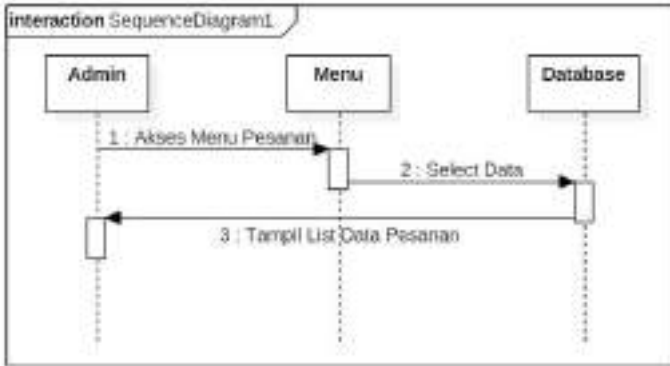 interaction SequenceDiagram1
Admin
Menu
Database
1 : Akses Menu Pesanan
2 : Select Data
3 : Tampil List Data Pesanan